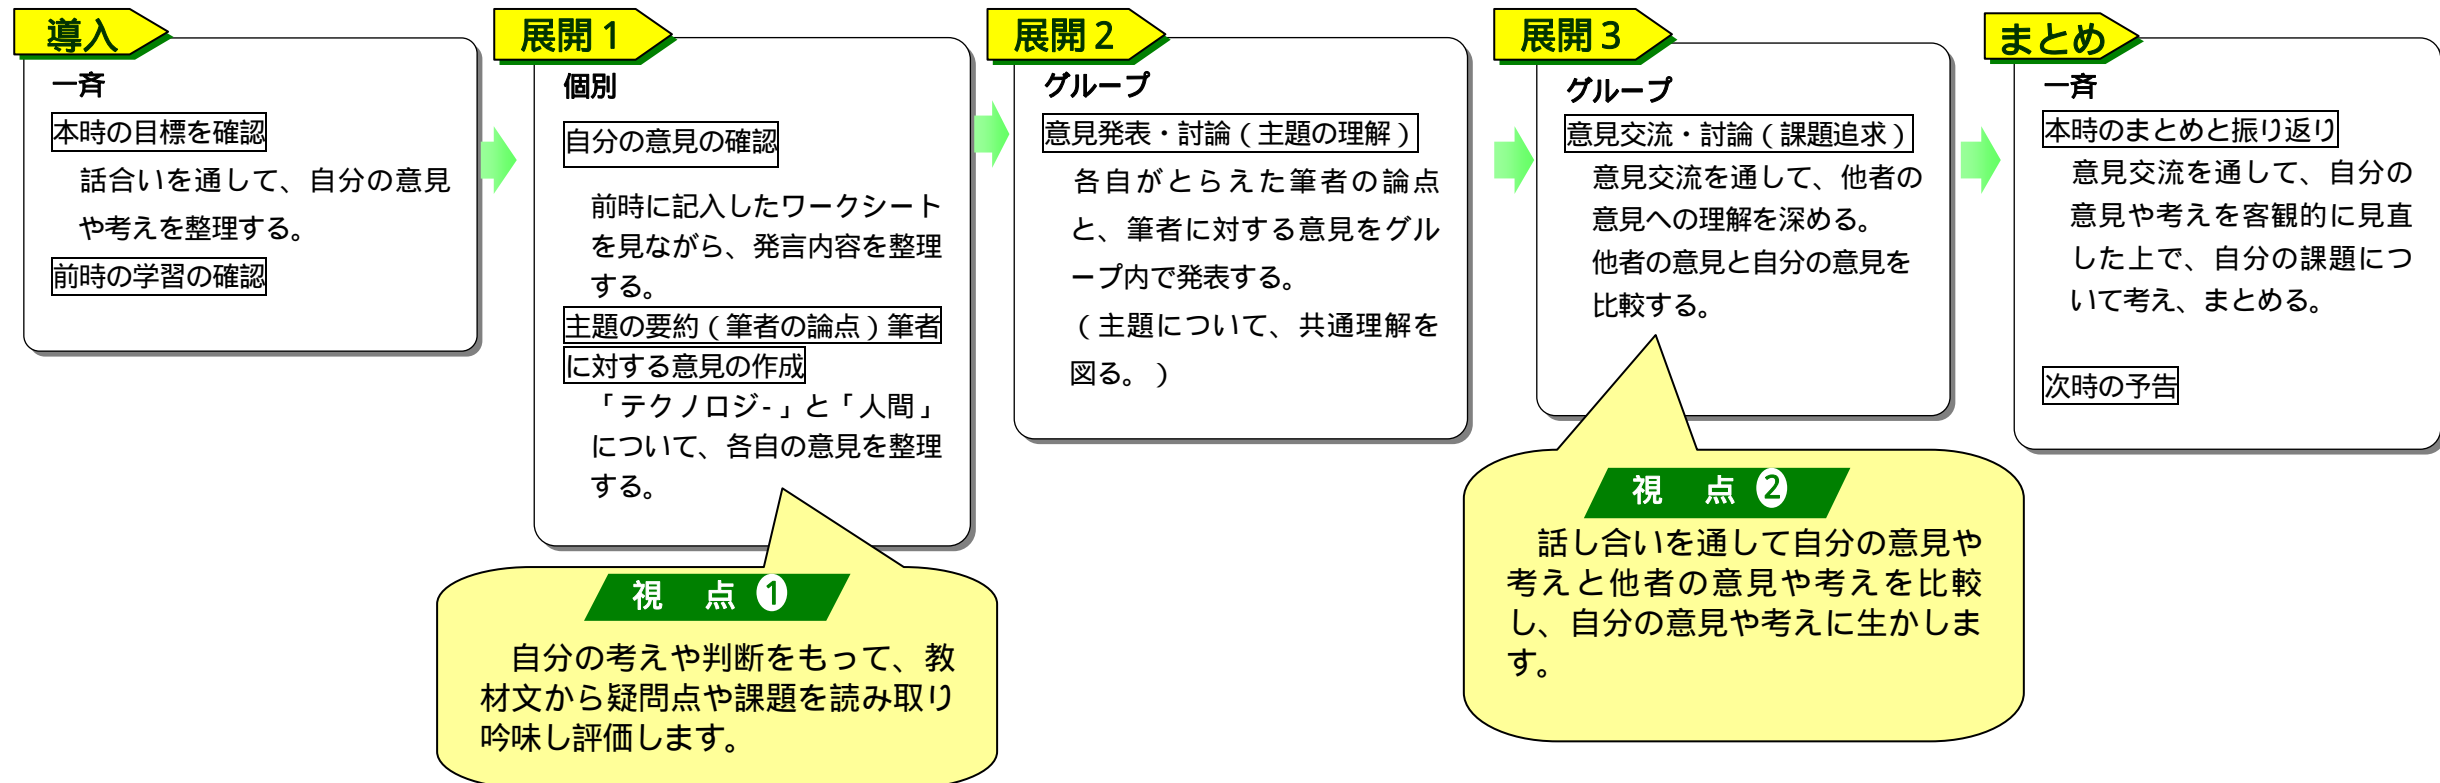 導入
一斉
本時の目標を確認
話合いを通して、自分の意見
や考えを整理する。
前時の学習の確認
展開１
個別
自分の意見の確認
前時に記入したワークシート
を見ながら、発言内容を整理
する。
主題の要約（筆者の論点）筆者
に対する意見の作成
「テクノロジ-」と「人間」
について、各自の意見を整理
する。
視　点 ❶
自分の考えや判断をもって、教
材文から疑問点や課題を読み取り
吟味し評価します。
展開２
グループ
意見発表・討論（主題の理解）
各自がとらえた筆者の論点
と、筆者に対する意見をグル
ープ内で発表する。
（主題について、共通理解を
図る。）
展開３
グループ
意見交流・討論（課題追求）
意見交流を通して、他者の
意見への理解を深める。
他者の意見と自分の意見を
比較する。
視　点 ❷
話し合いを通して自分の意見や
考えと他者の意見や考えを比較
し、自分の意見や考えに生かしま
す。
まとめ
一斉
本時のまとめと振り返り
意見交流を通して、自分の
意見や考えを客観的に見直
した上で、自分の課題につ
いて考え、まとめる。
次時の予告